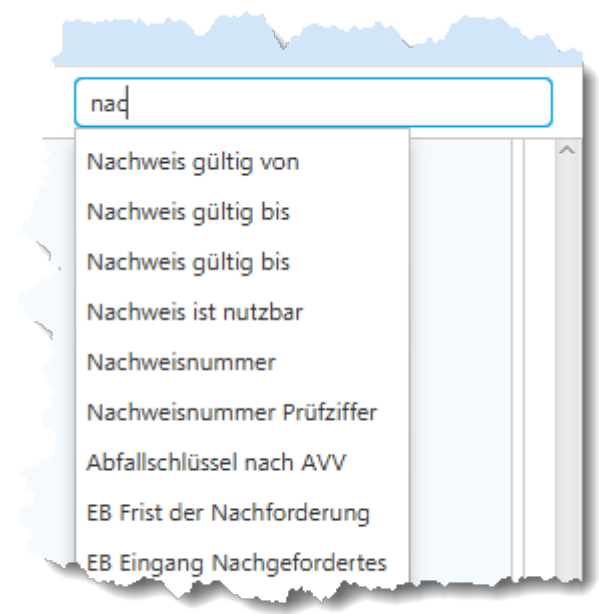 nac
Nachweis gültig von
Nachweis gültig bis
Nachweis gültig bis
Nachweis ist nutzbar
Nachweisnummer
Nachweisnummer Prüfziffer
Abfallschlüssel nach AVV
EB Frist der Nachforderung
EB Eingang Nachgefordertes